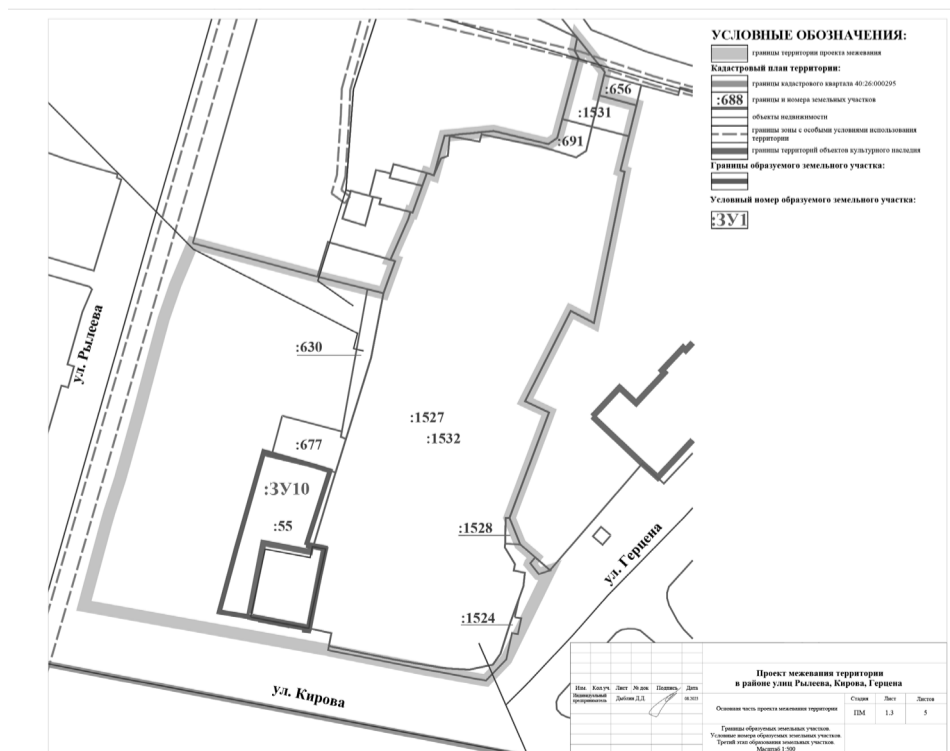 УСЛОВНЫЕ ОБОЗНАЧЕНИЯ:
границы территории проекта межевания
Кадастровый план территории:
границы кадастрового квартала 40:26:000295
:688 границы и номера земельных участков
объекты недвижимости
границы зоны с особыми условиями использования
территории
границы территорий объектов культурного наследия
Границы образуемого земельного участка:
Условный номер образуемого земельного участка:
:ЗУ1
:656
:1531
:691
ул. Рылеева
:630
:1527
:1532
:677
:ЗУ10
:55
:1528
ул. Герцена
:1524
ул. Кирова
Проект межевания территории
в районе улиц Рылеева, Кирова, Герцена
Изм. Кол.уч. Лист № док Подпись Дата
Индивидуальный
предприниматель
Основная часть проекта межевания территории
Стадия Лист Листов
ПМ 1.3 5
Границы образуемых земельных участков.
Условные номера образуемых земельных участков.
Третий этап образования земельных участков.
Масштаб 1:500